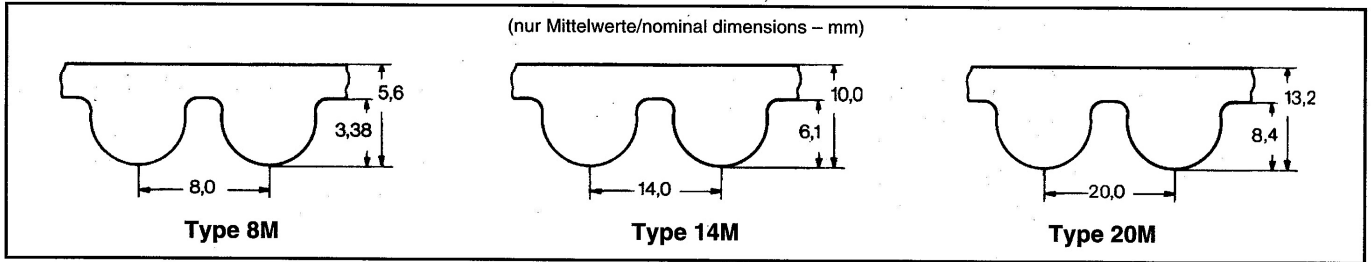 (nur Mittelwerte/nominal dimensions – mm)
5,6
3,38
8,0
Type 8M
10,0
6,1
14,0
Type 14M
13,2
8,4
20,0
Type 20M